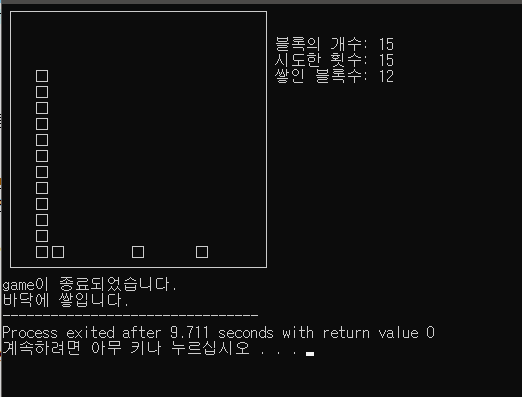 블록의 개수: 15
시도한 횟수: 15
쌓인 블록수: 12
game이 종료되었습니다.
바닥에 쌓입니다.
--------------------------------
Process exited after 9.711 seconds with return value 0
계속하려면 아무 키나 누르십시오 . . .